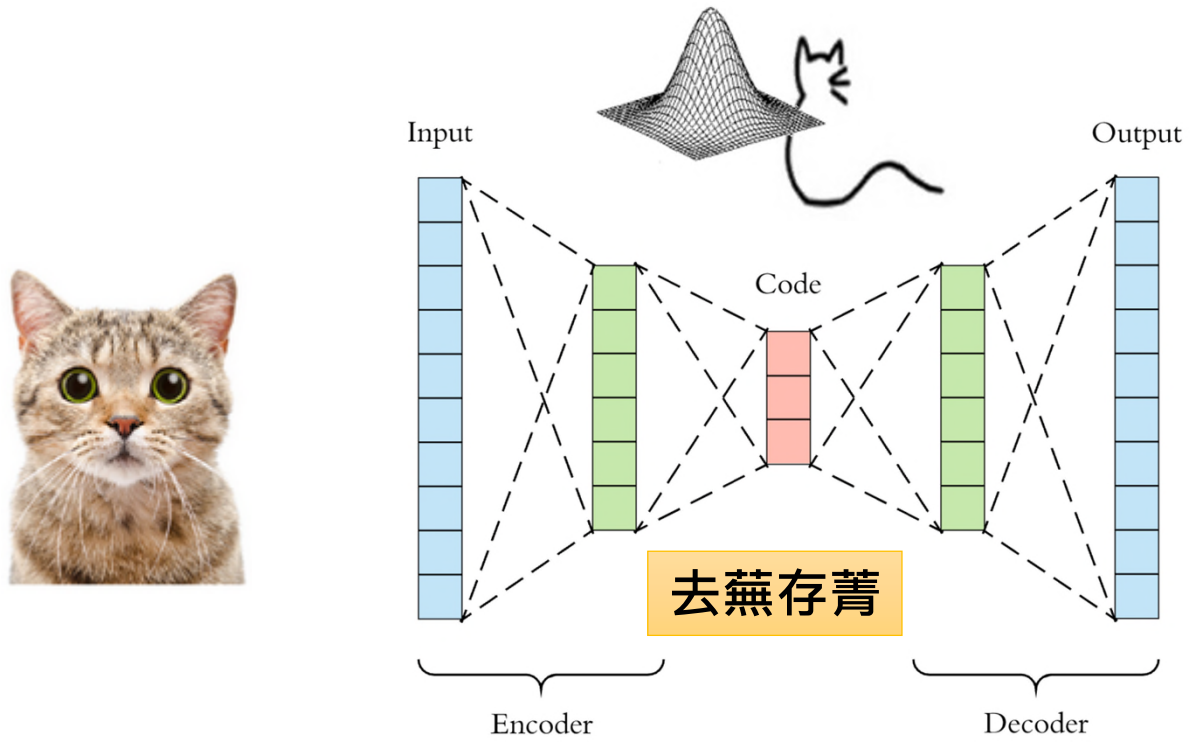 Input
Output
Code
去蕪存菁
Encoder
Decoder